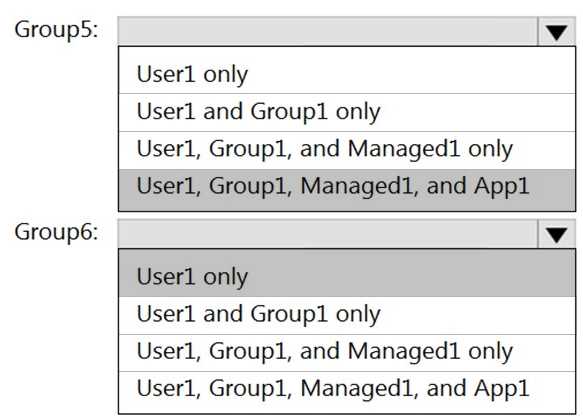 Group5:
User1 only
User1 and Group1 only
User1, Group1, and Managed1 only
User1, Group1, Managed1, and App1
Group6:
User1 only
User1 and Group1 only
User1, Group1, and Managed1 only
User1, Group1, Managed1, and App1